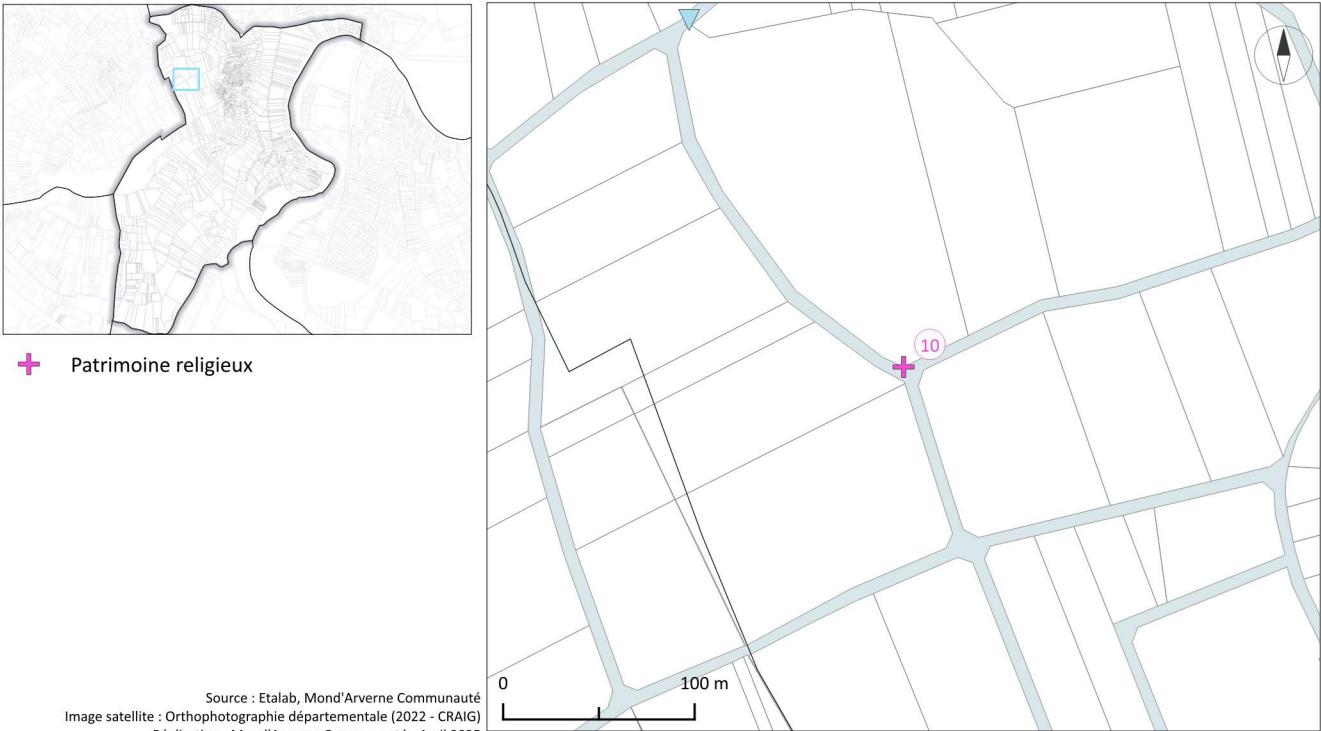 Patrimoine religieux
10
0 100 m
Source : Etalab, Mond'Arverne Communauté
Image satellite : Orthophotographie départementale (2022 - CRAIG)